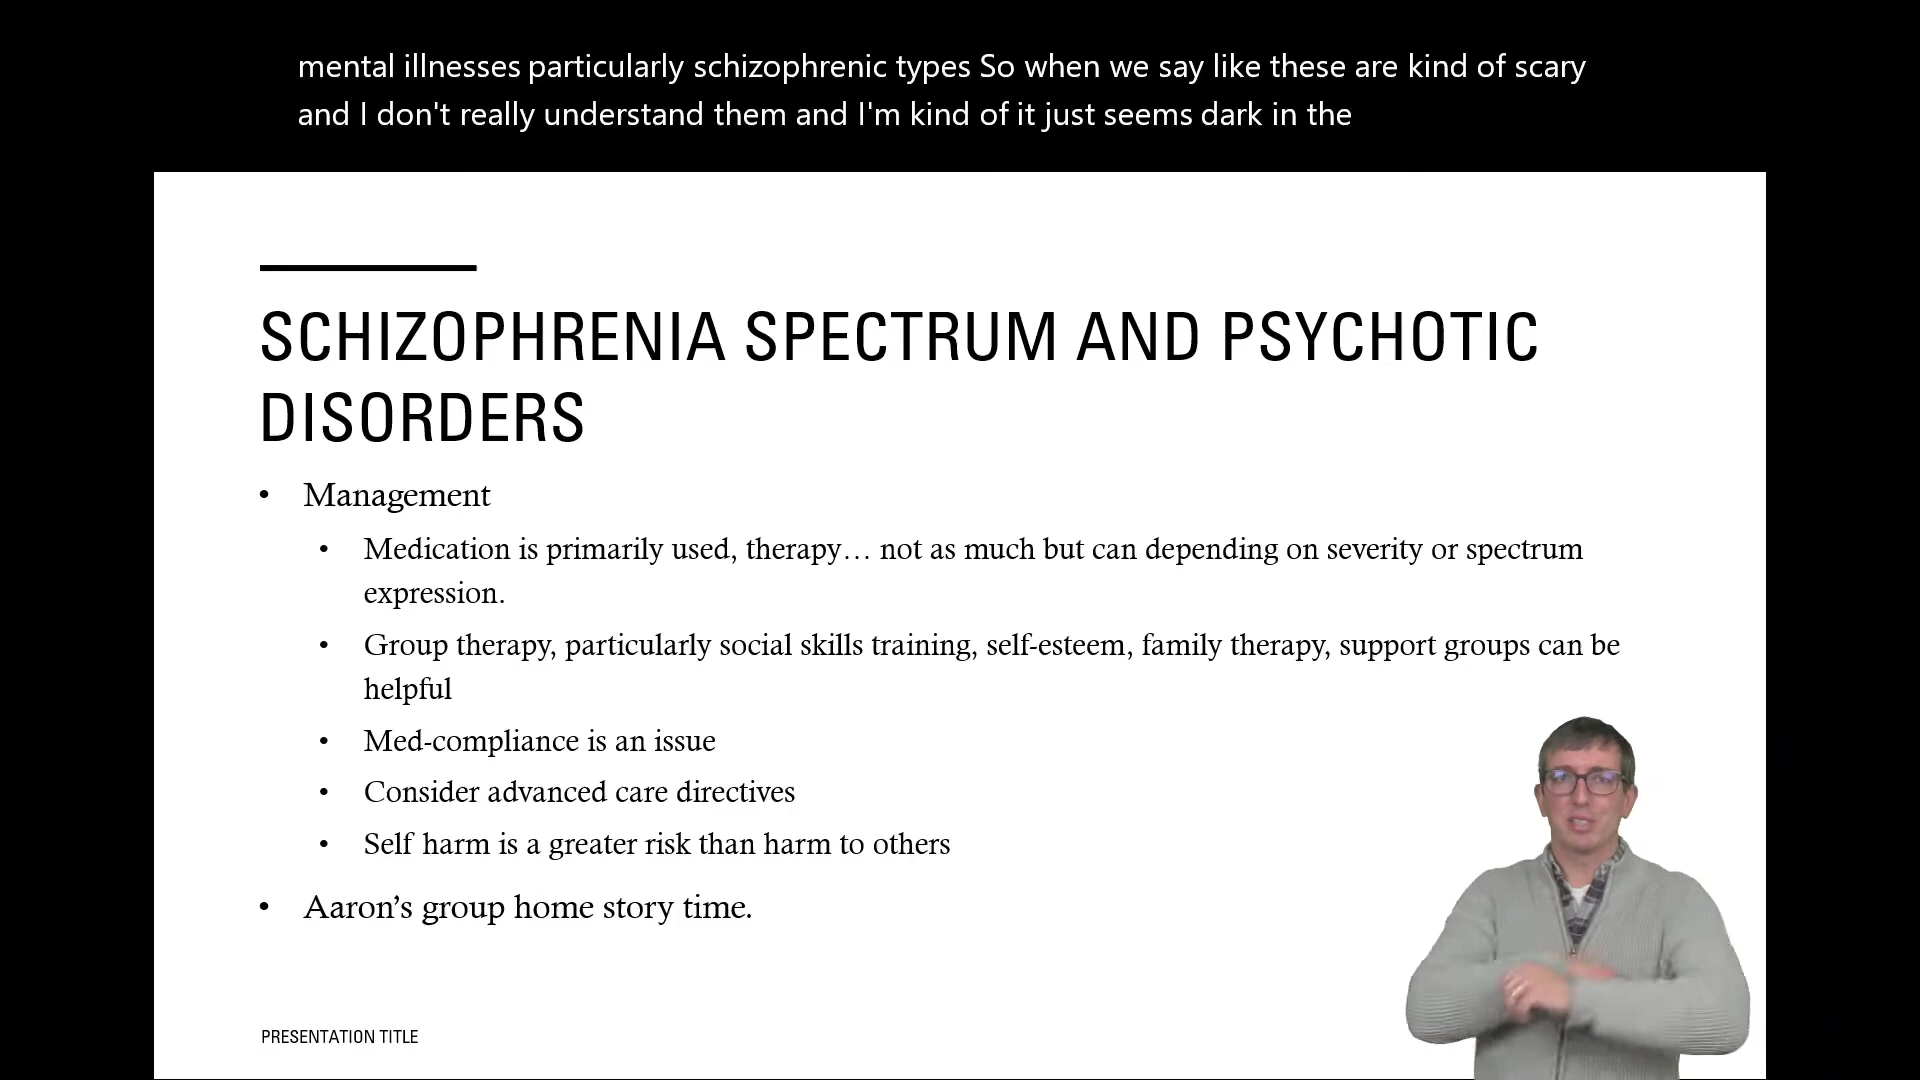 mental illnesses particularly schizophrenic types So when we say like these are kind of scary
and I don't really understand them and I'm kind of it just seems dark in the
SCHIZOPHRENIA SPECTRUM AND PSYCHOTIC
DISORDERS
• Management
• Medication is primarily used, therapy… not as much but can depending on severity or spectrum
expression.
• Group therapy, particularly social skills training, self-esteem, family therapy, support groups can be
helpful
• Med-compliance is an issue
• Consider advanced care directives
• Self harm is a greater risk than harm to others
• Aaron’s group home story time.
PRESENTATION TITLE